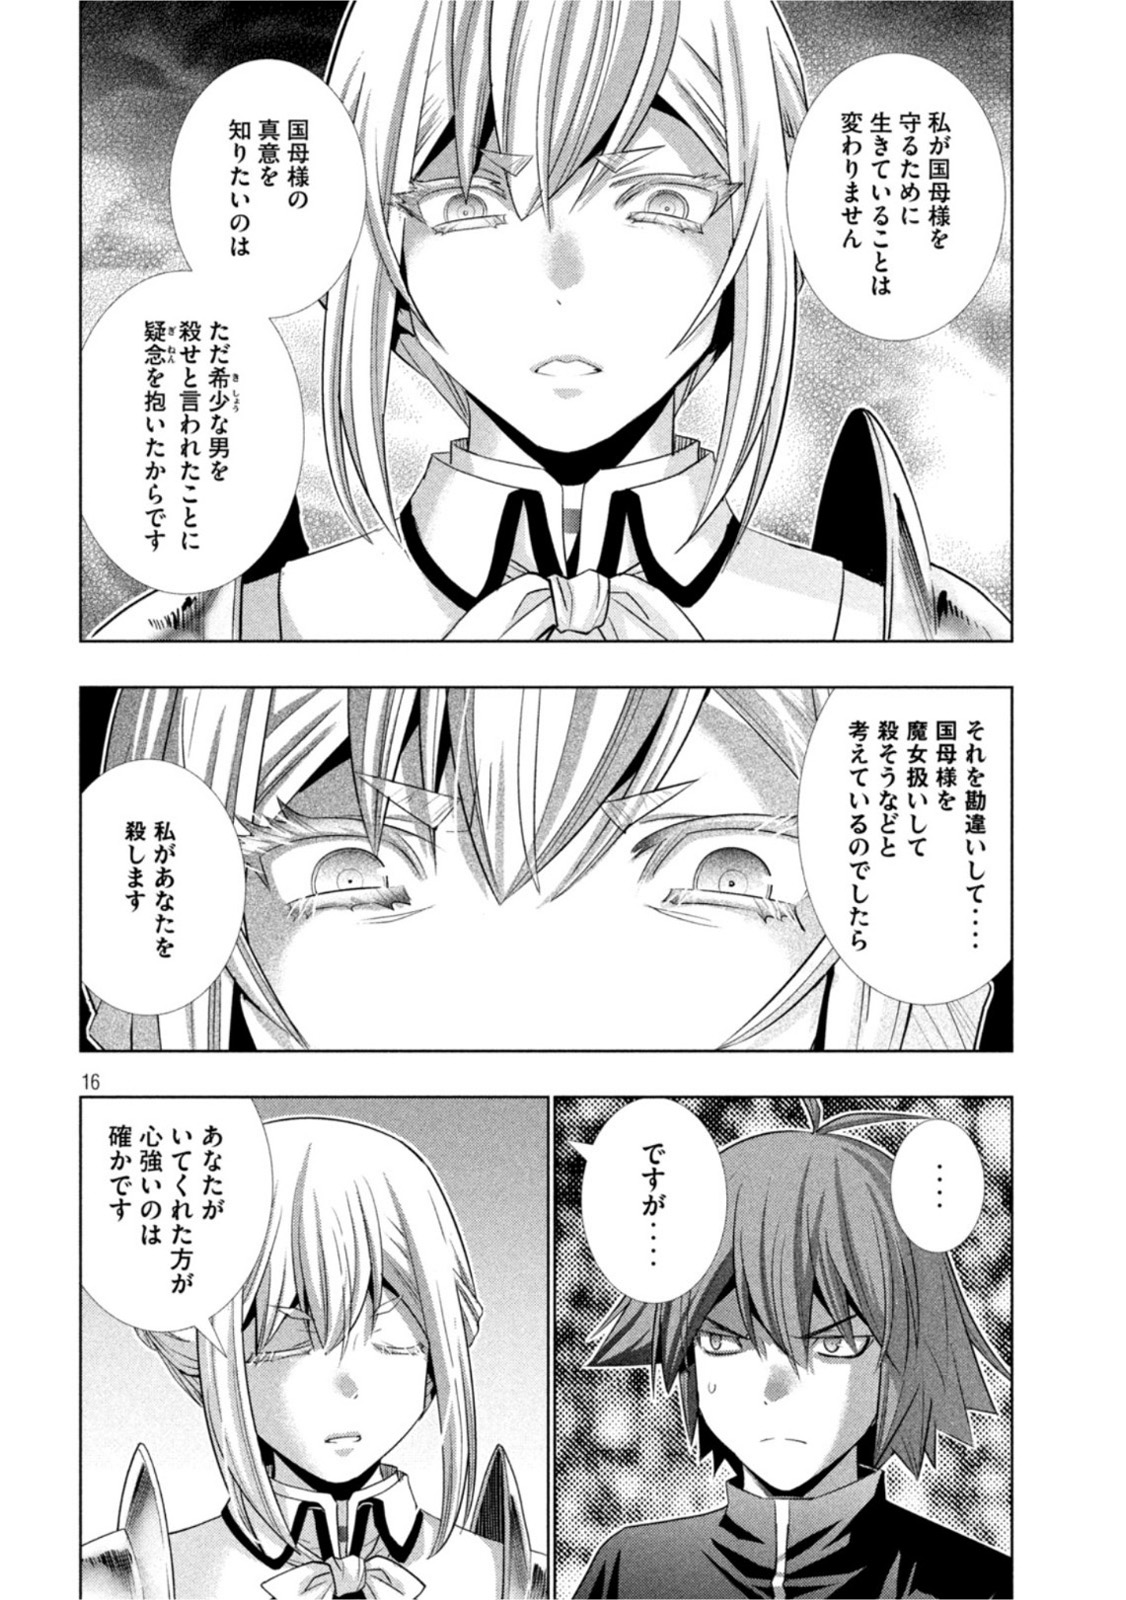 私が国母様を
守るために
生きていることは
変わりません
国母様の
真意を
知りたいのは
ただ希少な男を
きしょう
殺せと言われたことに
疑念を抱いたからです
ぎねん
それを勘違いして‥‥
国母様を
魔女扱いして
殺そうなどと
考えているのでしたら
私があなたを
殺します
16
‥‥
ですが‥‥
あなたが
いてくれた方が
心強いのは
確かです